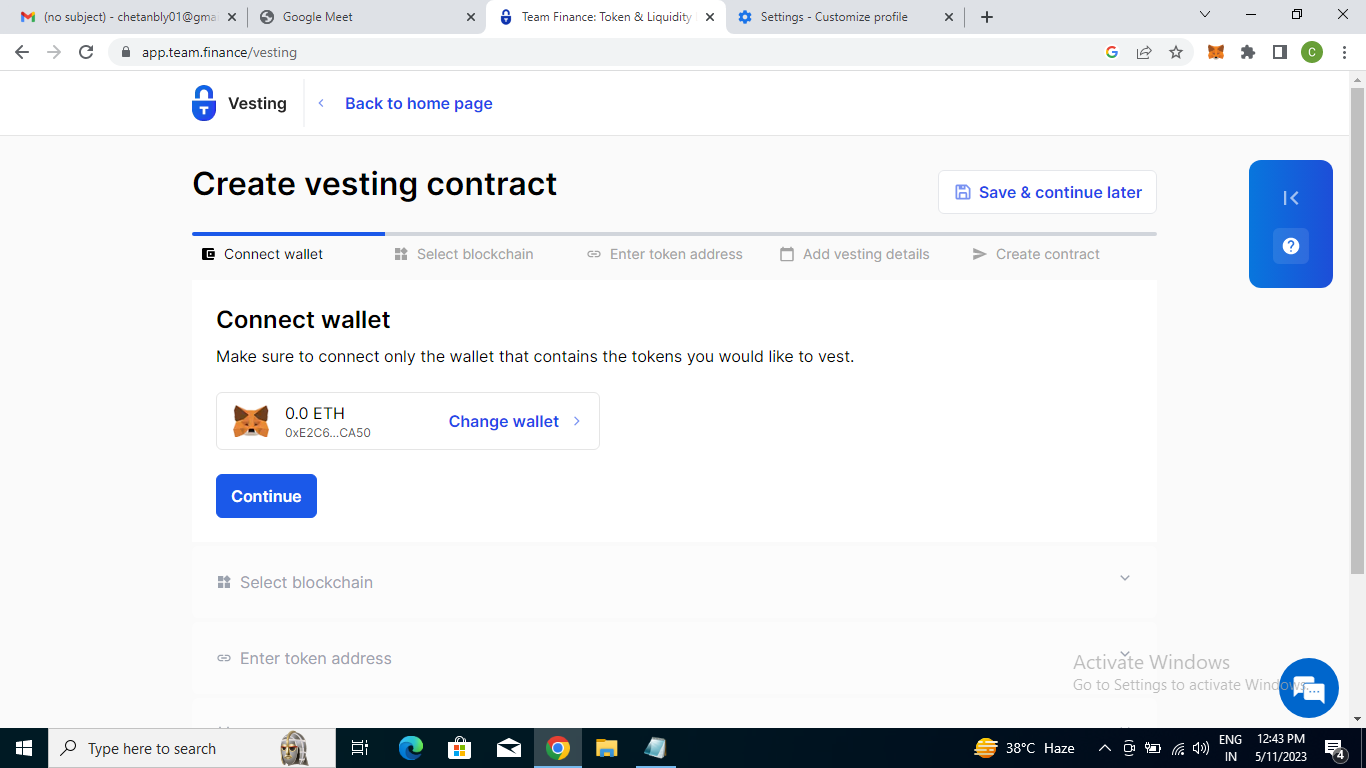 (no subject) - chetanbly01@gmai
Google Meet
Team Finance: Token & Liquidity
Settings - Customize profile
app.team.finance/vesting
C
Vesting
Back to home page
Create vesting contract
Save & continue later
Connect wallet
Select blockchain
Enter token address
Add vesting details
Create contract
Connect wallet
Make sure to connect only the wallet that contains the tokens you would like to vest.
0.0 ETH
0xE2C6...CA50
Change wallet
Continue
Select blockchain
Enter token address
Activate Windows
Go to Settings to activate Windows.
Type here to search
38°C Haze
ENG
IN
12:43 PM
5/11/2023
4